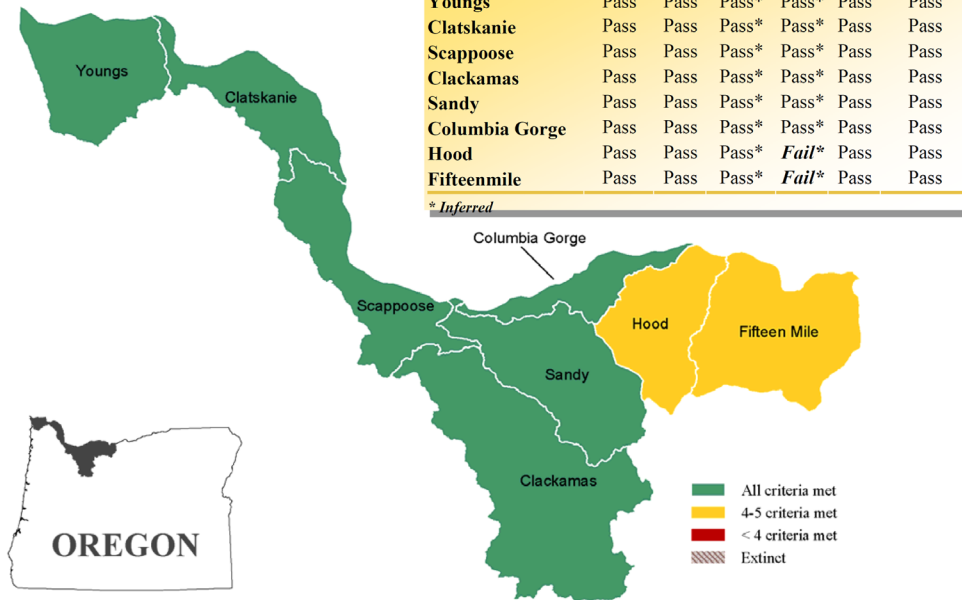 Youngs Pass Pass Pass* Pass* Pass Pass
Clatskanie Pass Pass Pass* Pass* Pass Pass
Scappoose Pass Pass Pass* Pass* Pass Pass
Clackamas Pass Pass Pass* Pass* Pass Pass
Sandy Pass Pass Pass* Pass* Pass Pass
Columbia Gorge Pass Pass Pass* Pass* Pass Pass
Hood Pass Pass Pass* Fail* Pass Pass
Fifteenmile Pass Pass Pass* Fail* Pass Pass
* Inferred
Youngs
Clatskanie
Columbia Gorge
Scappoose
Hood
Fifteen Mile
Sandy
Clackamas
OREGON
All criteria met
4-5 criteria met
< 4 criteria met
Extinct